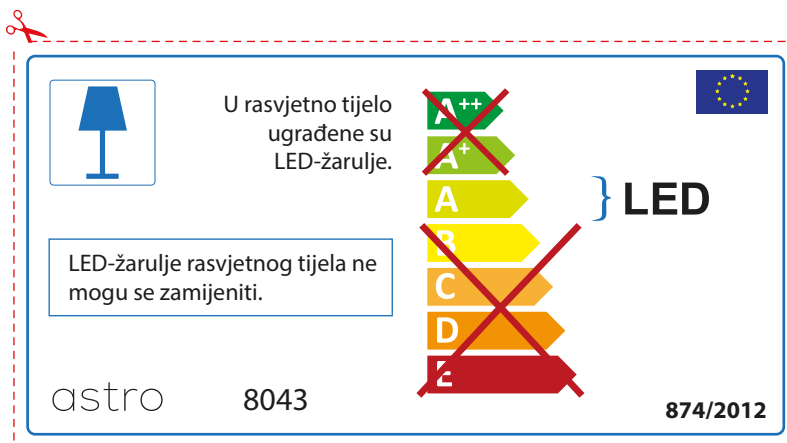 U rasvjetno tijelo
ugrađene su
LED-žarulje.
LED-žarulje rasvjetnog tijela ne
mogu se zamijeniti.
A++
A+
A
B
C
D
E
LED
astro
8043
874/2012